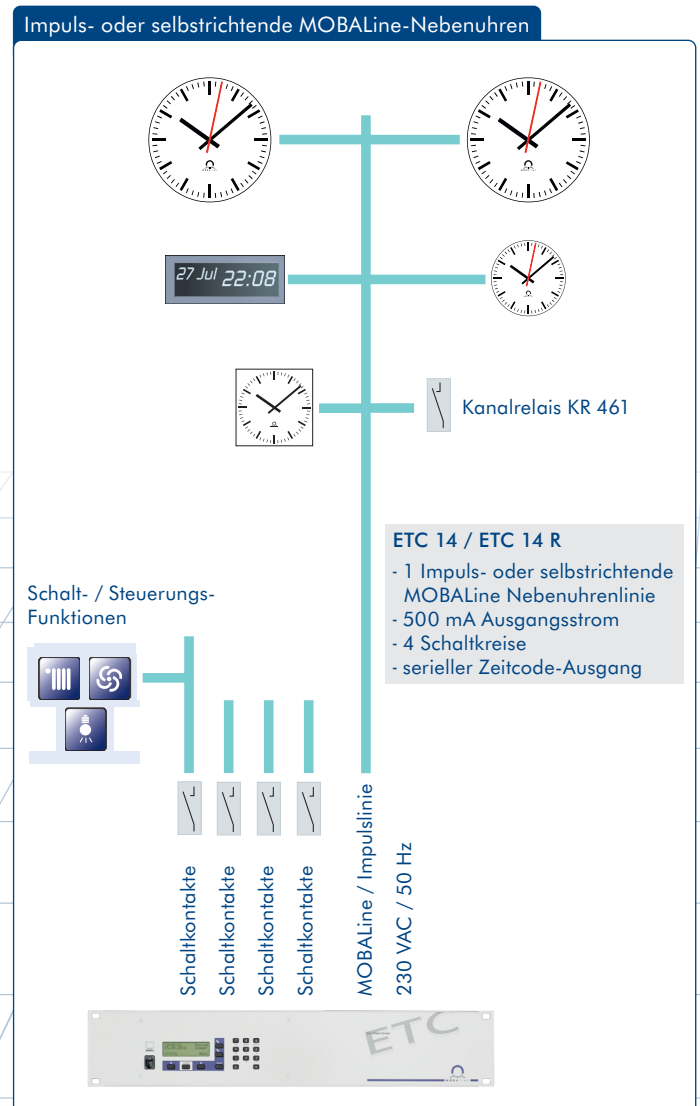 Impuls- oder selbstrichtende MOBALine-Nebenuhren
27 Jul 22:08
Kanalrelais KR 461
ETC 14 / ETC 14 R
- 1 Impuls- oder selbstrichtende
MOBALine Nebenuhrenlinie
- 500 mA Ausgangsstrom
- 4 Schaltkreise
- serieller Zeitcode-Ausgang
Schalt- / Steuerungs-
Funktionen
Schaltkontakte
Schaltkontakte
Schaltkontakte
Schaltkontakte
MOBALine / Impulslinie
230 VAC / 50 Hz
ETC